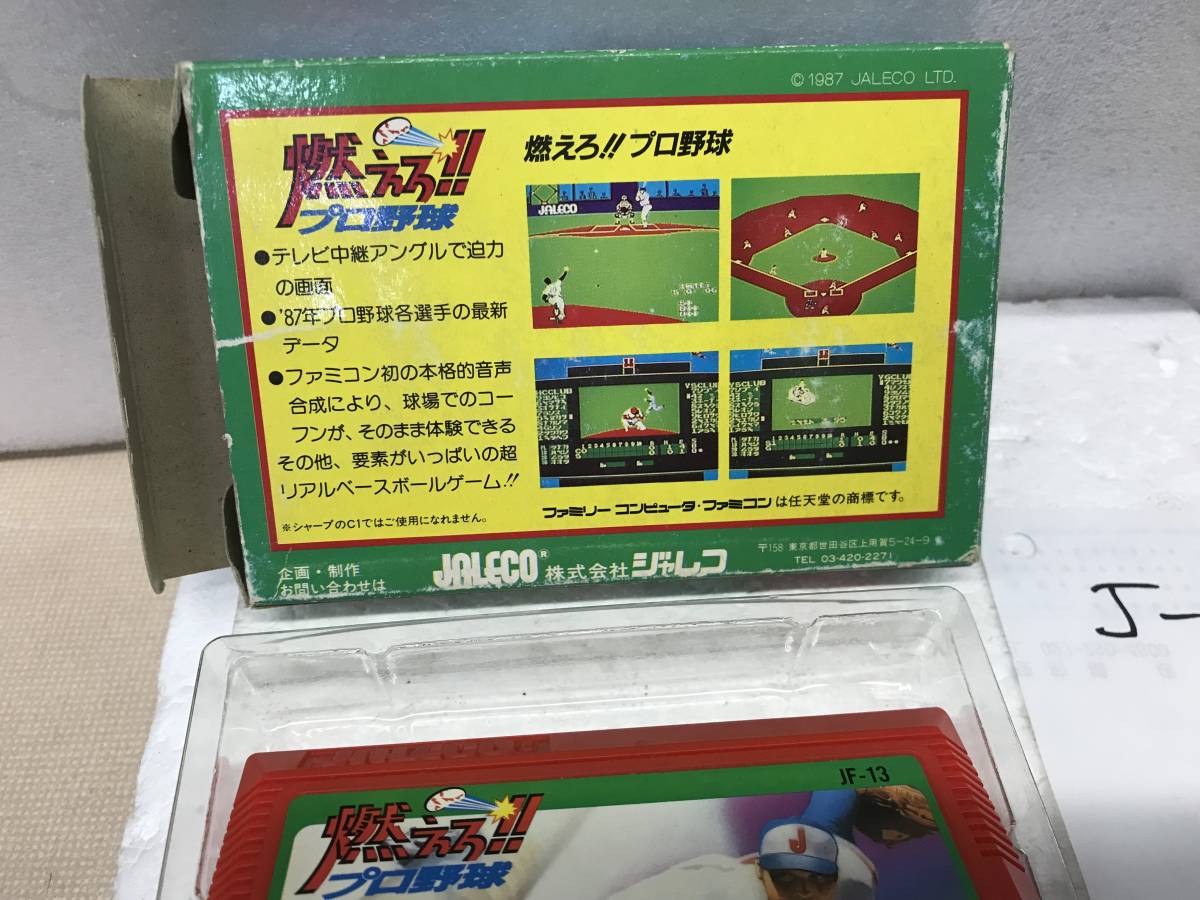 © 1987 JALECO LTD.
燃えろ!!
プロ野球
燃えろ!! プロ野球
●テレビ中継アングルで迫力
の画面
●'87年プロ野球各選手の最新
データ
●ファミコン初の本格的音声
合成により、球場でのコー
フンが、そのまま体験できる
その他、要素がいっぱいの超
リアルベースボールゲーム!!
※シャープのC1ではご使用になれません。
JALECO
ファミリー コンピュータ・ファミコン は任天堂の商標です。
企画・制作
お問い合わせは
JALECO® 株式会社ジャレコ
〒158 東京都世田谷区上用賀5-24-9
TEL 03-420-2271
J-
JF-13
燃えろ!!
プロ野球
J